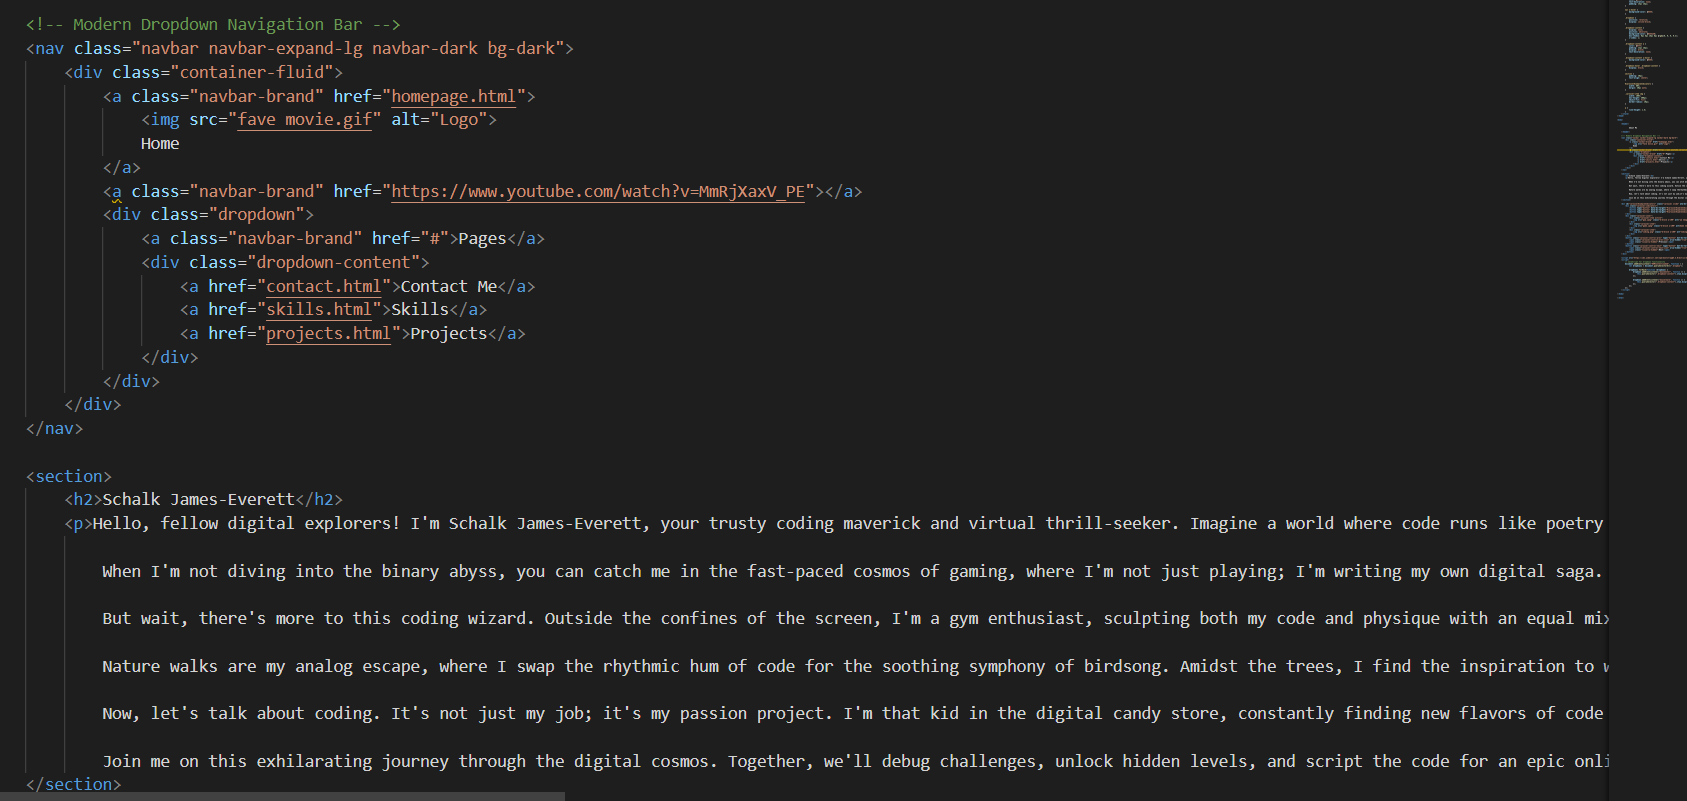 <!-- Modern Dropdown Navigation Bar -->
<nav class="navbar navbar-expand-lg navbar-dark bg-dark">
<div class="container-fluid">
<a class="navbar-brand" href="homepage.html">
<img src="fave movie.gif" alt="Logo">
Home
</a>
<a class="navbar-brand" href="https://www.youtube.com/watch?v=MmRjXaxV_PE"></a>
<div class="dropdown">
<a class="navbar-brand" href="#">Pages</a>
<div class="dropdown-content">
<a href="contact.html">Contact Me</a>
<a href="skills.html">Skills</a>
<a href="projects.html">Projects</a>
</div>
</div>
</div>
</nav>
<section>
<h2>Schalk James-Everett</h2>
<p>Hello, fellow digital explorers! I'm Schalk James-Everett, your trusty coding maverick and virtual thrill-seeker. Imagine a world where code runs like poetry
When I'm not diving into the binary abyss, you can catch me in the fast-paced cosmos of gaming, where I'm not just playing; I'm writing my own digital saga.
But wait, there's more to this coding wizard. Outside the confines of the screen, I'm a gym enthusiast, sculpting both my code and physique with an equal mix
Nature walks are my analog escape, where I swap the rhythmic hum of code for the soothing symphony of birdsong. Amidst the trees, I find the inspiration to
Now, let's talk about coding. It's not just my job; it's my passion project. I'm that kid in the digital candy store, constantly finding new flavors of code
Join me on this exhilarating journey through the digital cosmos. Together, we'll debug challenges, unlock hidden levels, and script the code for an epic onli
</section>